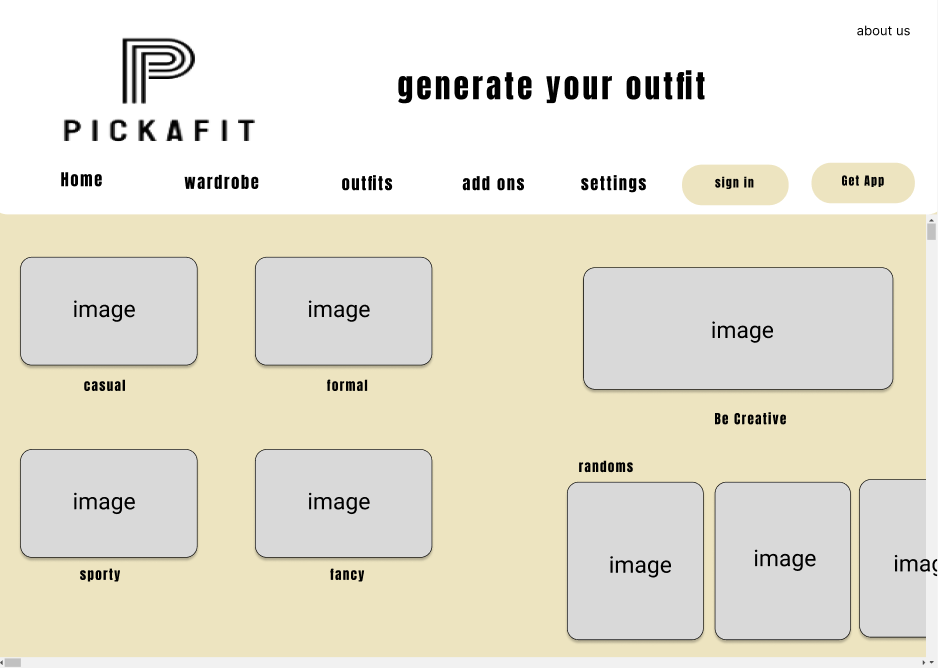 about us
generate your outfit
PICKAFIT
Home
wardrobe
outfits
add ons
settings
sign in
Get App
image
image
image
casual
formal
Be Creative
randoms
image
image
image
image
imag
sporty
fancy